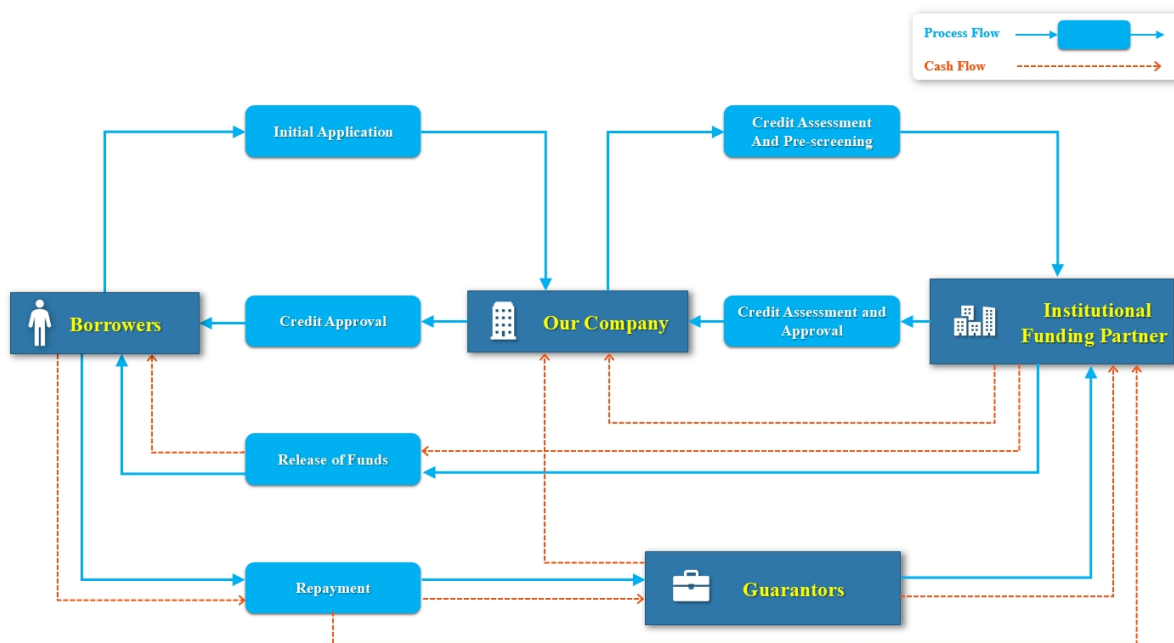 Process Flow
Cash Flow
Initial Application
Credit Assessment
And Pre-screening
Borrowers
Credit Approval
Our Company
Credit Assessment and
Approval
Institutional
Funding Partner
Release of Funds
Repayment
Guarantors